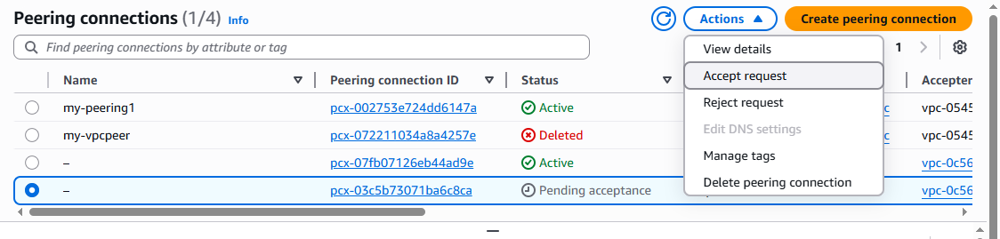 Peering connections (1/4) Info
Actions
Create peering connection
Find peering connections by attribute or tag
1
View details
Accept request
Reject request
Edit DNS settings
Manage tags
Delete peering connection
Name Peering connection ID Status Accepter
my-peering1 pcx-002753e724dd6147a Active c vpc-0545
my-vpcpeer pcx-072211034a8a4257e Deleted c vpc-0545
– pcx-07fb07126eb44ad9e Active vpc-0c56
– pcx-03c5b73071ba6c8ca Pending acceptance vpc-0c56